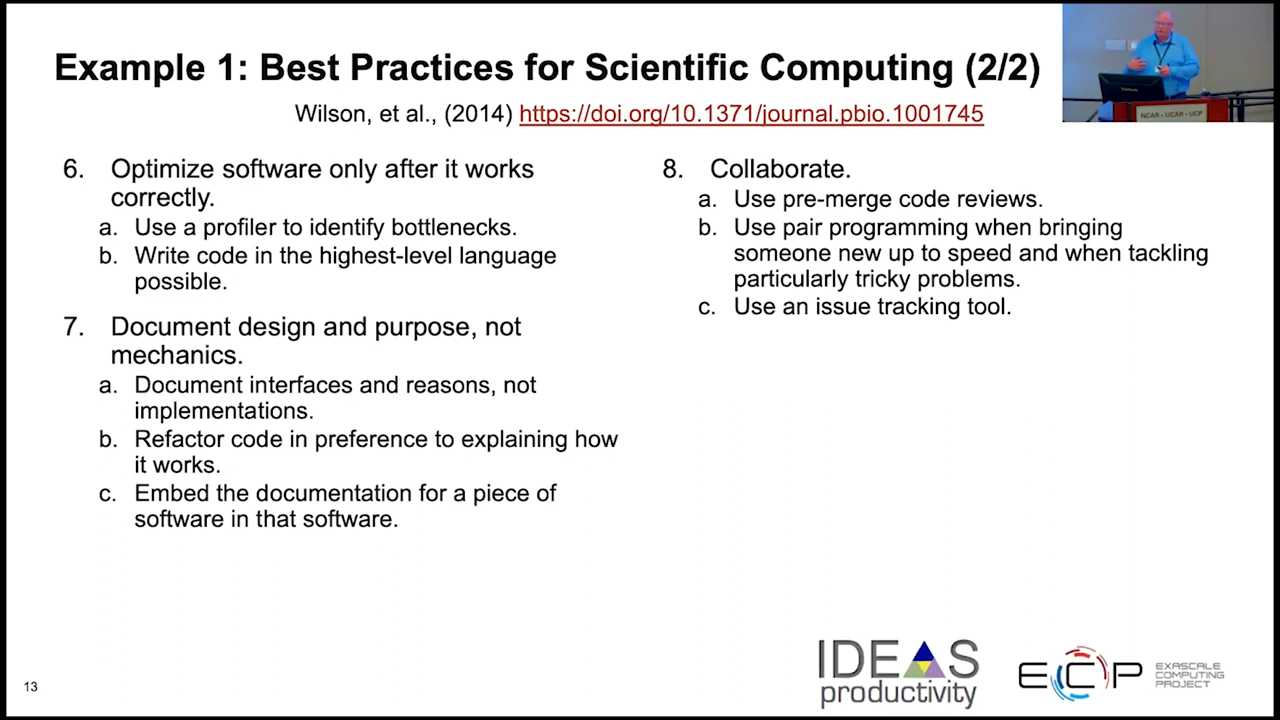 Example 1: Best Practices for Scientific Computing (2/2)
Wilson, et al., (2014) https://doi.org/10.1371/journal.pbio.1001745
NCAR - UCAR - UCP
6. Optimize software only after it works
correctly.
a. Use a profiler to identify bottlenecks.
b. Write code in the highest-level language
possible.
7. Document design and purpose, not
mechanics.
a. Document interfaces and reasons, not
implementations.
b. Refactor code in preference to explaining how
it works.
c. Embed the documentation for a piece of
software in that software.
8. Collaborate.
a. Use pre-merge code reviews.
b. Use pair programming when bringing
someone new up to speed and when tackling
particularly tricky problems.
c. Use an issue tracking tool.
13
IDEAS
productivity
ECP
EXASCALE
COMPUTING
PROJECT